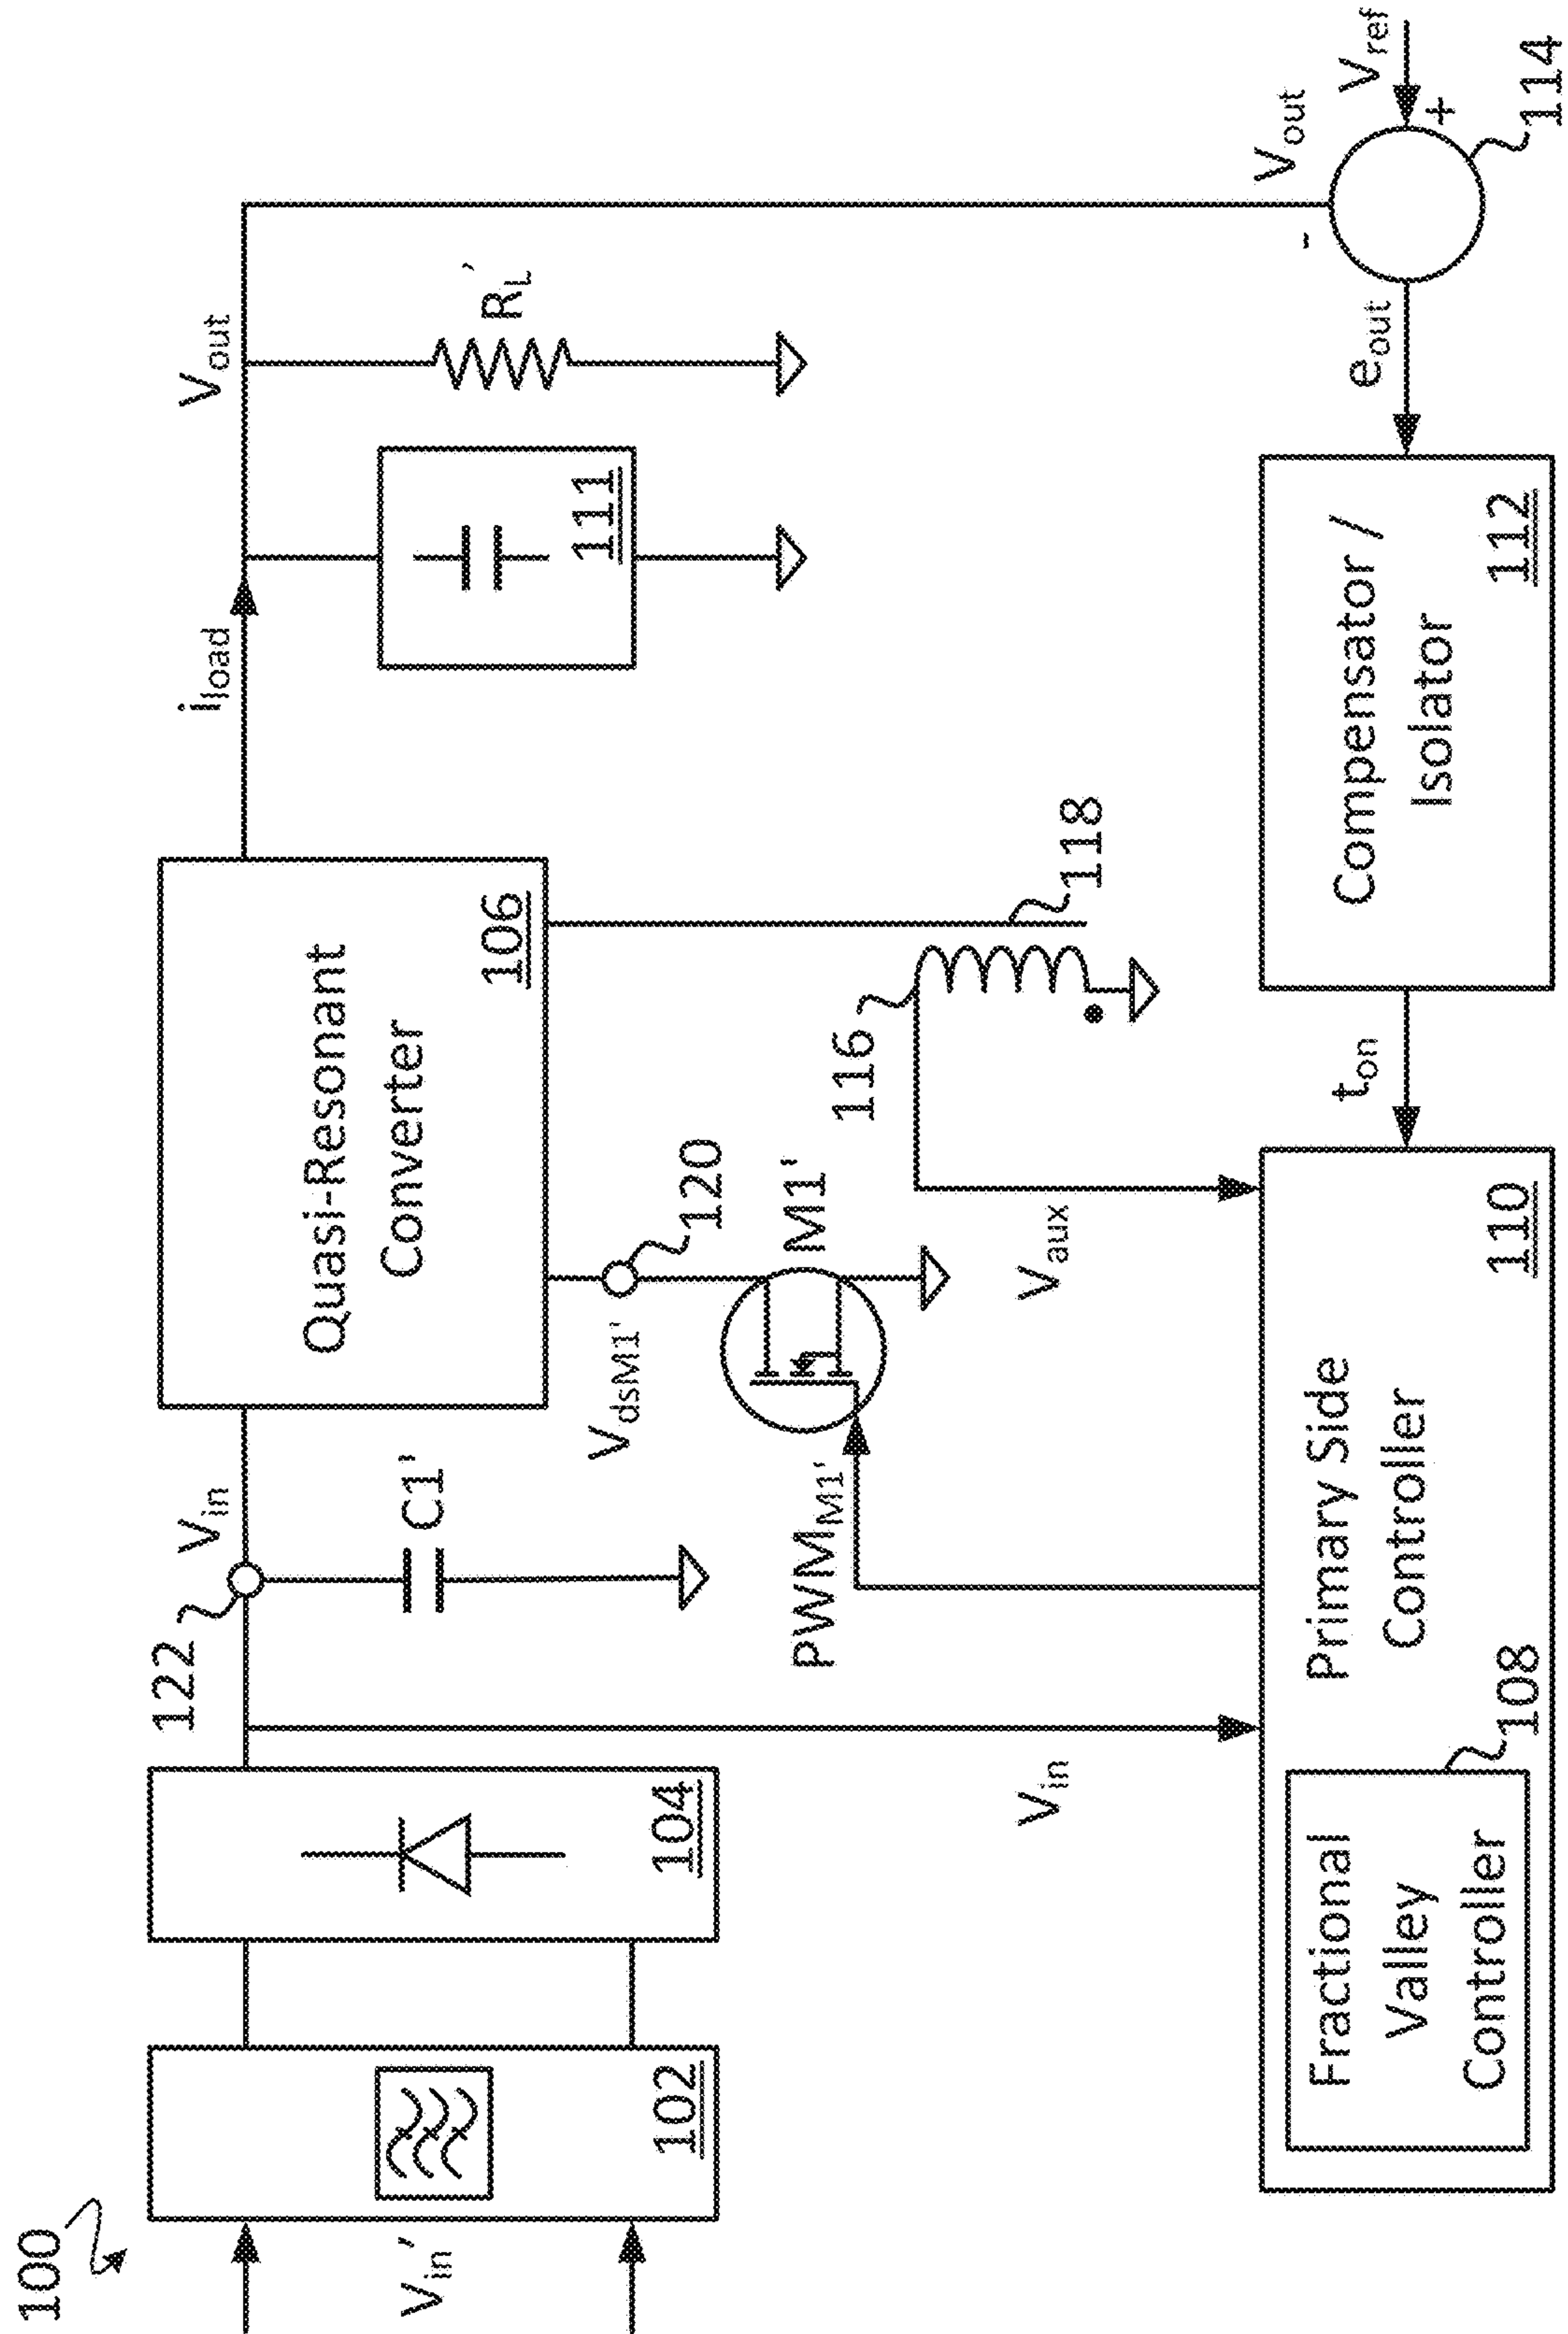 100
V_in'
102
104
122
V_in
C1'
Quasi-Resonant
Converter
106
i_load
V_out
111
R_L'
V_dsM1'
120
M1'
PWM_M1'
116
118
V_in
V_aux
V_out
-
V_ref
+
114
e_out
Compensator /
Isolator
112
t_on
Primary Side
Controller
110
Fractional
Valley
Controller
108